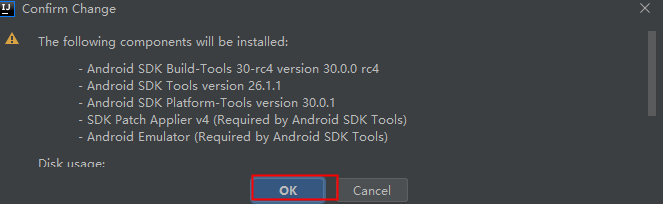 IJ Confirm Change
The following components will be installed:
- Android SDK Build-Tools 30-rc4 version 30.0.0 rc4
- Android SDK Tools version 26.1.1
- Android SDK Platform-Tools version 30.0.1
- SDK Patch Applier v4 (Required by Android SDK Tools)
- Android Emulator (Required by Android SDK Tools)
Disk usage:
OK Cancel